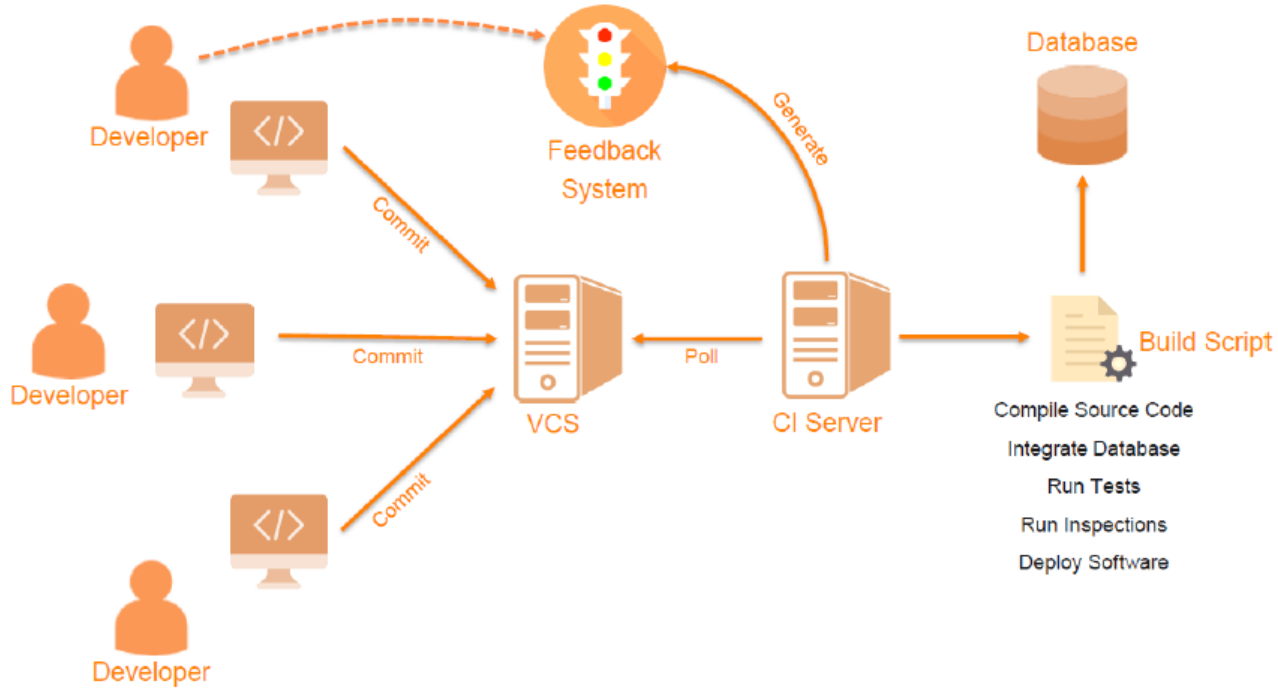 Developer
Feedback
System
Generate
Database
Commit
Developer
Commit
VCS
Poll
CI Server
Build Script
Compile Source Code
Integrate Database
Run Tests
Run Inspections
Deploy Software
Commit
Developer